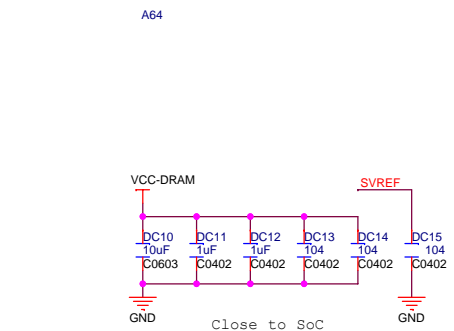 A64
VCC-DRAM
SVREF
DC10 DC11 DC12 DC13 DC14 DC15
10uF 1uF 1uF 104 104 104
C0603 C0402 C0402 C0402 C0402 C0402
GND GND
Close to SoC